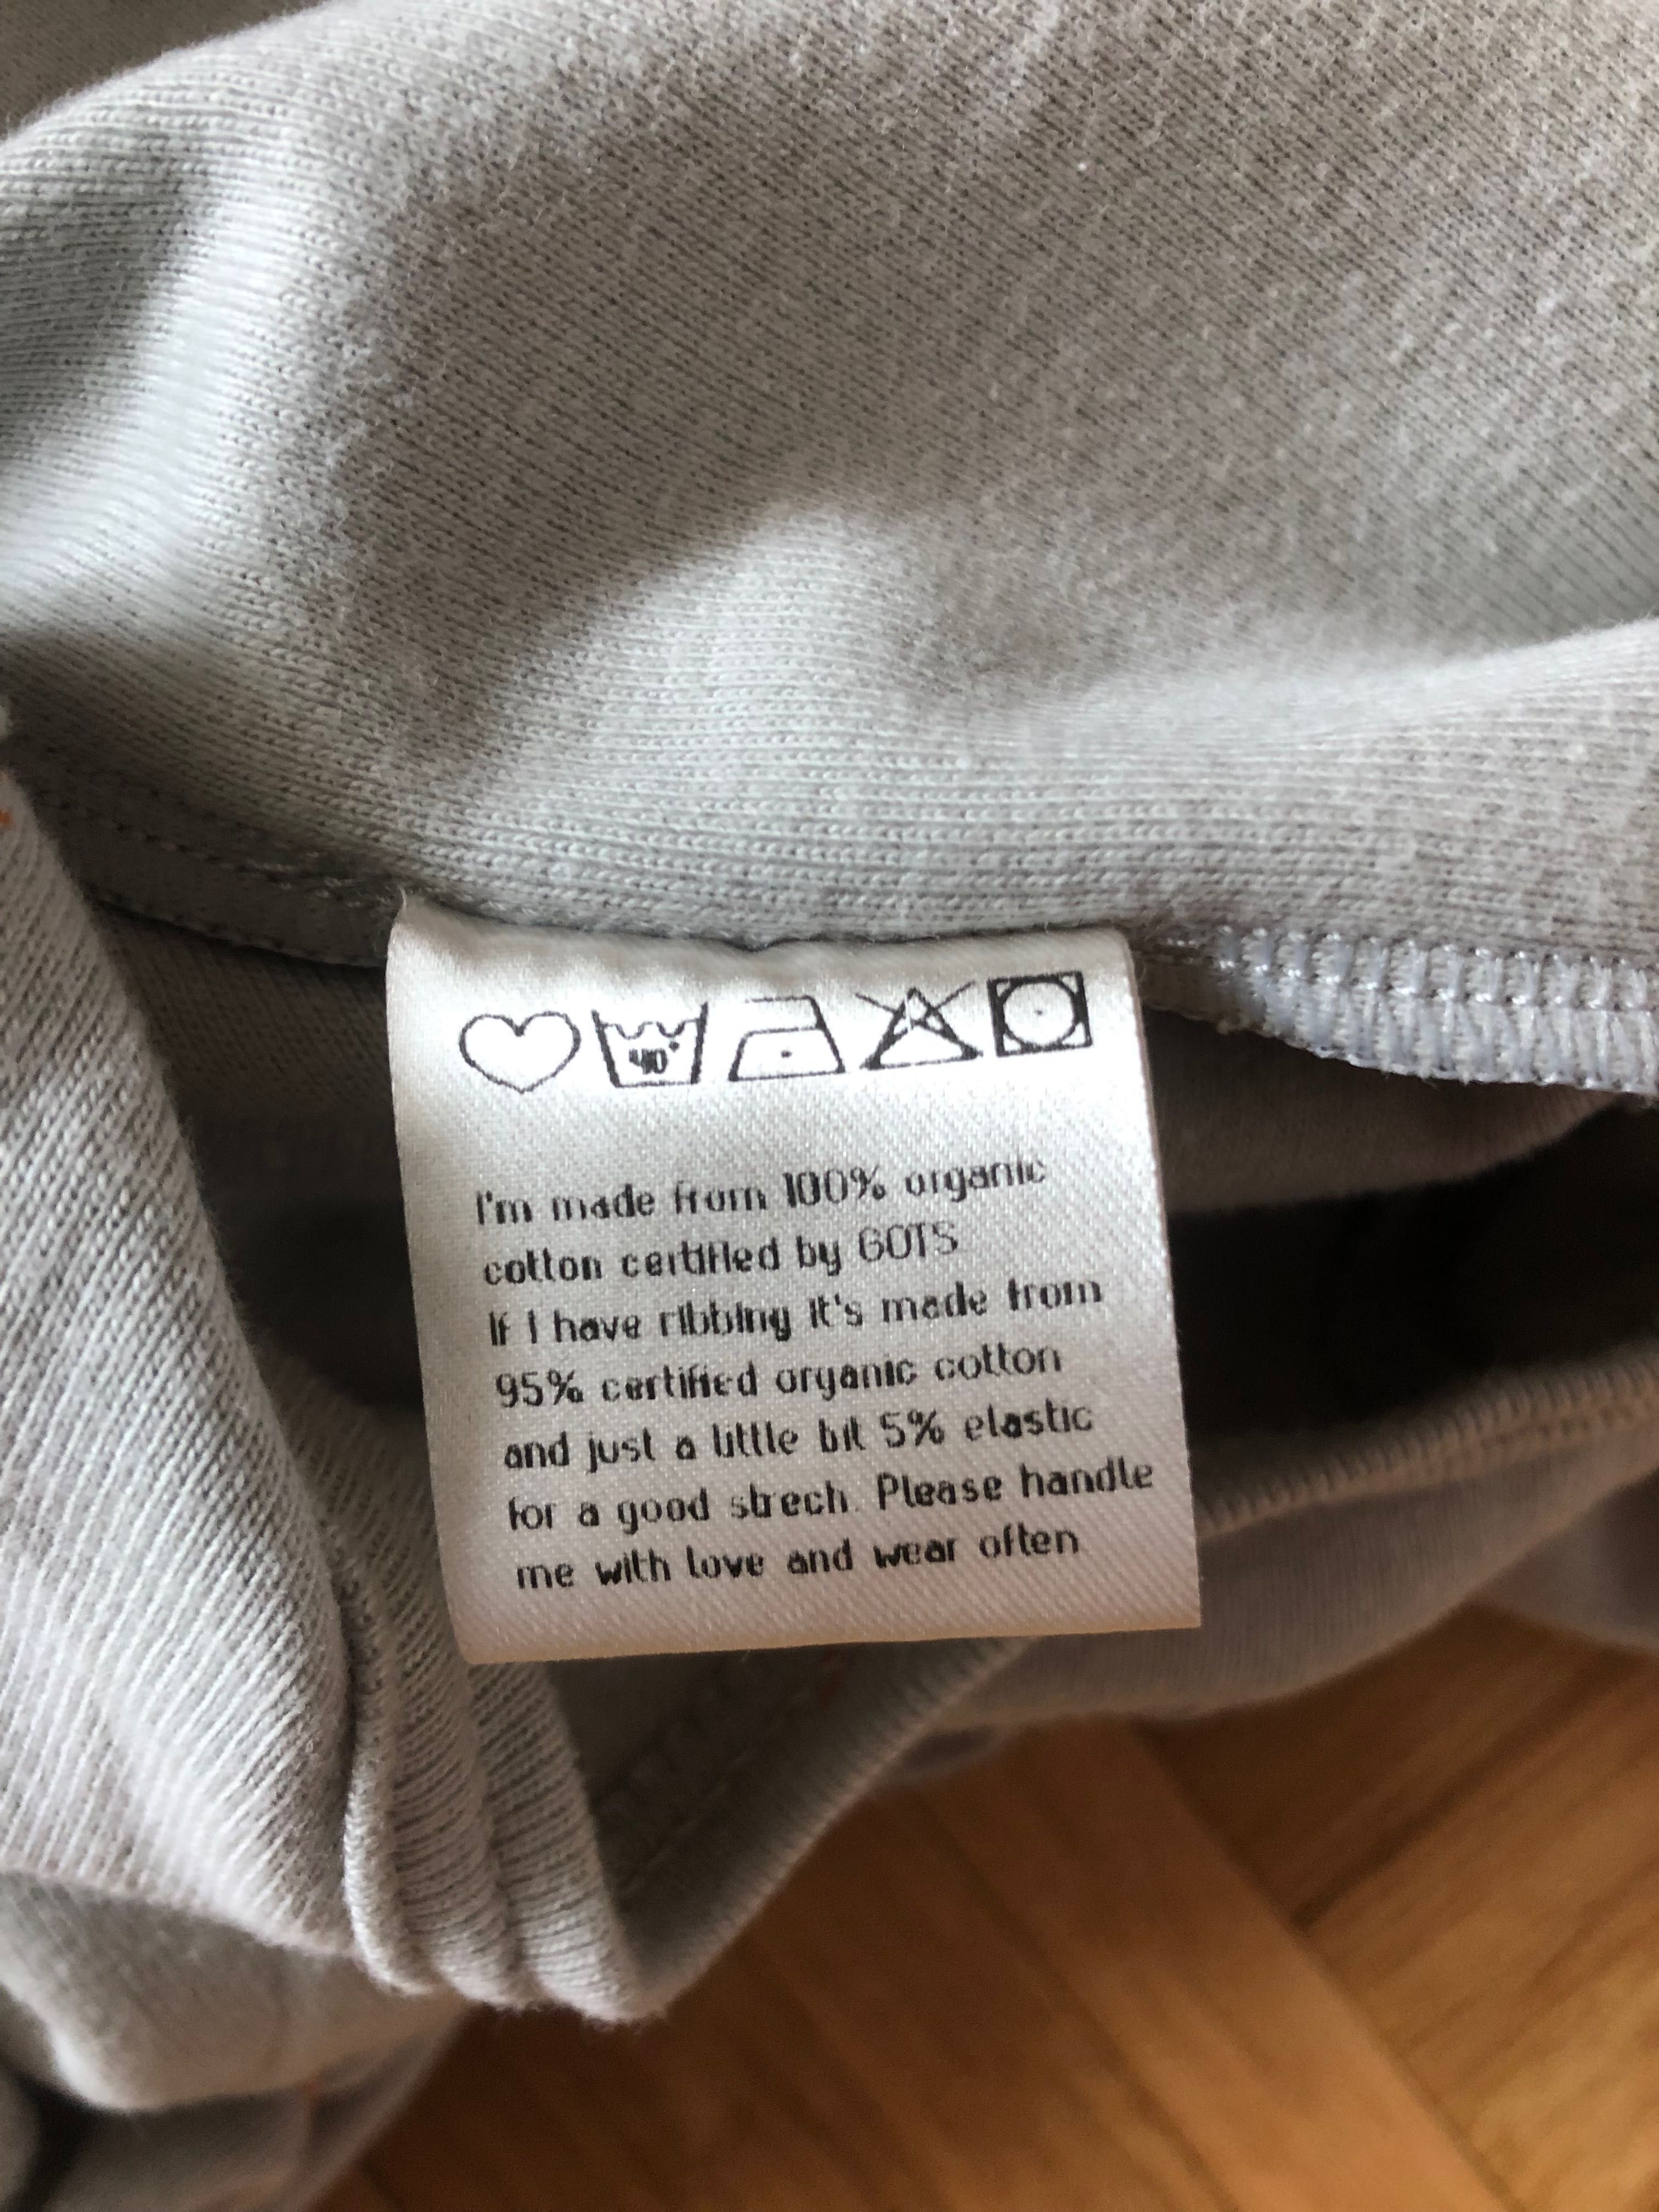 40°
I'm made from 100% organic
cotton certified by GOTS
If I have ribbing it's made from
95% certified organic cotton
and just a little bit 5% elastic
for a good strech. Please handle
me with love and wear often